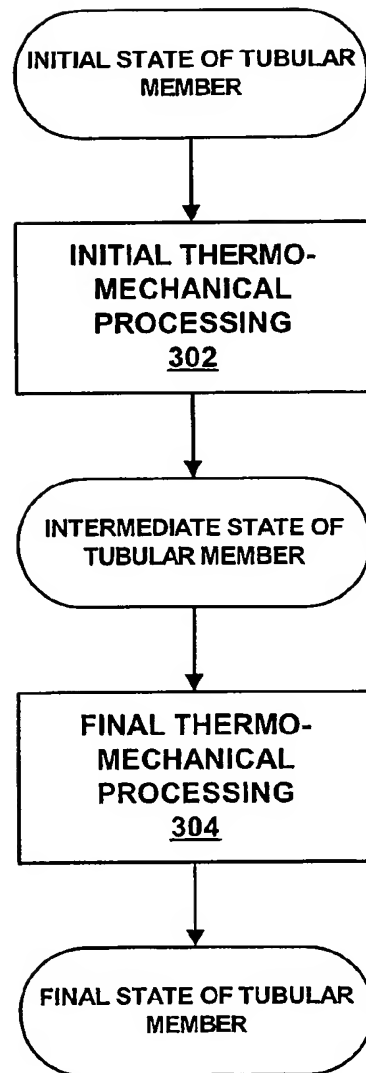 INITIAL STATE OF TUBULAR
MEMBER
INITIAL THERMO-
MECHANICAL
PROCESSING
302
INTERMEDIATE STATE OF
TUBULAR MEMBER
FINAL THERMO-
MECHANICAL
PROCESSING
304
FINAL STATE OF TUBULAR
MEMBER